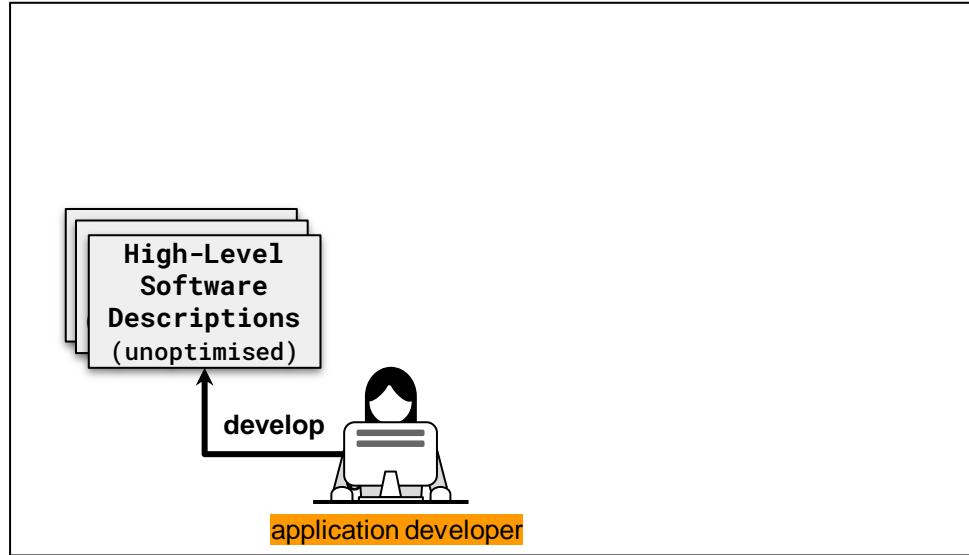 High-Level
Software
Descriptions
(unoptimised)
develop
application developer